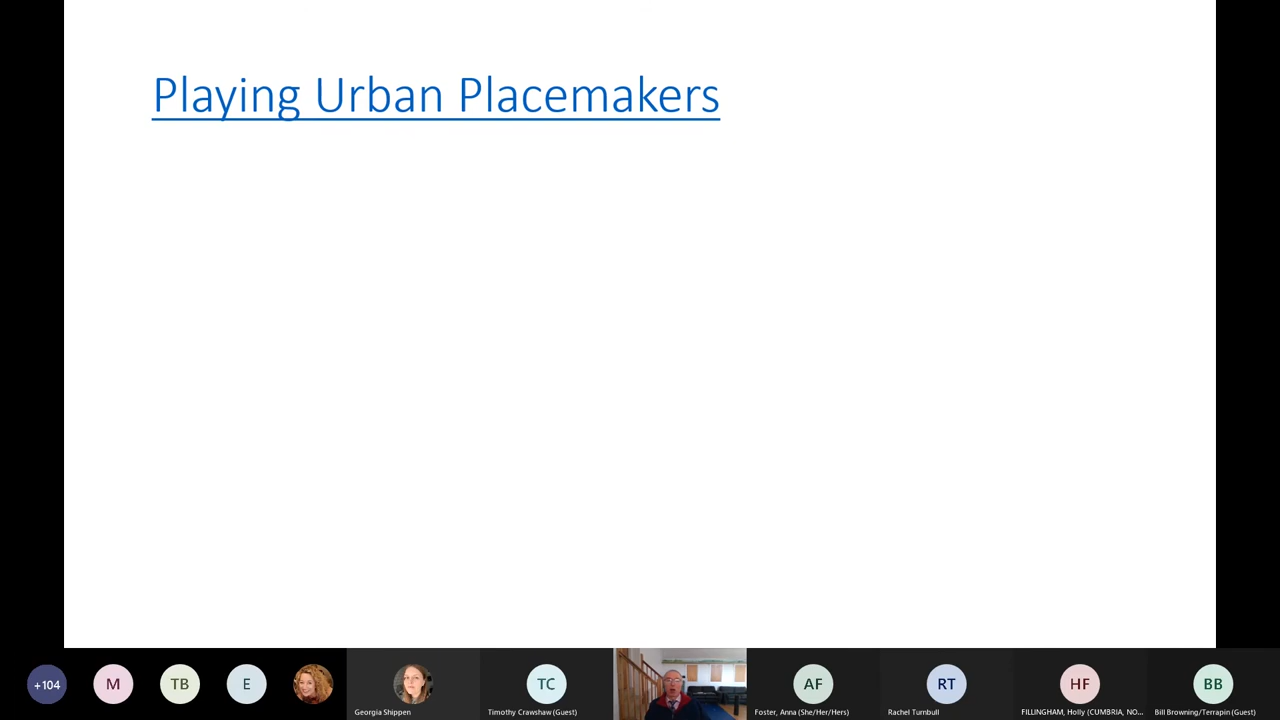 Playing Urban Placemakers
+104
M
TB
E
TC
AF
RT
HF
BB
Georgia Shippen
Timothy Crawshaw (Guest)
Foster, Anna (She/Her/Hers)
Rachel Turnbull
FILLINGHAM, Holly (CUMBRIA, NO...
Bill Browning/Terrapin (Guest)